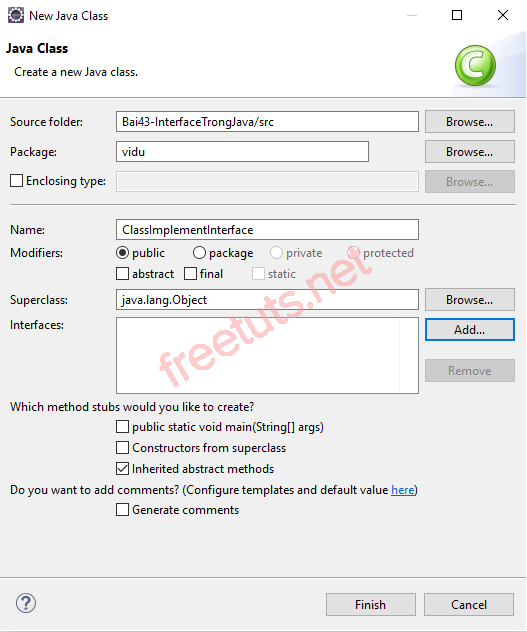 New Java Class
Java Class
Create a new Java class.
C
Source folder: Bai43-InterfaceTrongJava/src Browse...
Package: vidu Browse...
Enclosing type: Browse...
Name: ClassImplementInterface
Modifiers: public package private protected
abstract final static
Superclass: java.lang.Object Browse...
Interfaces: Add...
Remove
freetuts.net
Which method stubs would you like to create?
public static void main(String[] args)
Constructors from superclass
Inherited abstract methods
Do you want to add comments? (Configure templates and default value here)
Generate comments
? Finish Cancel